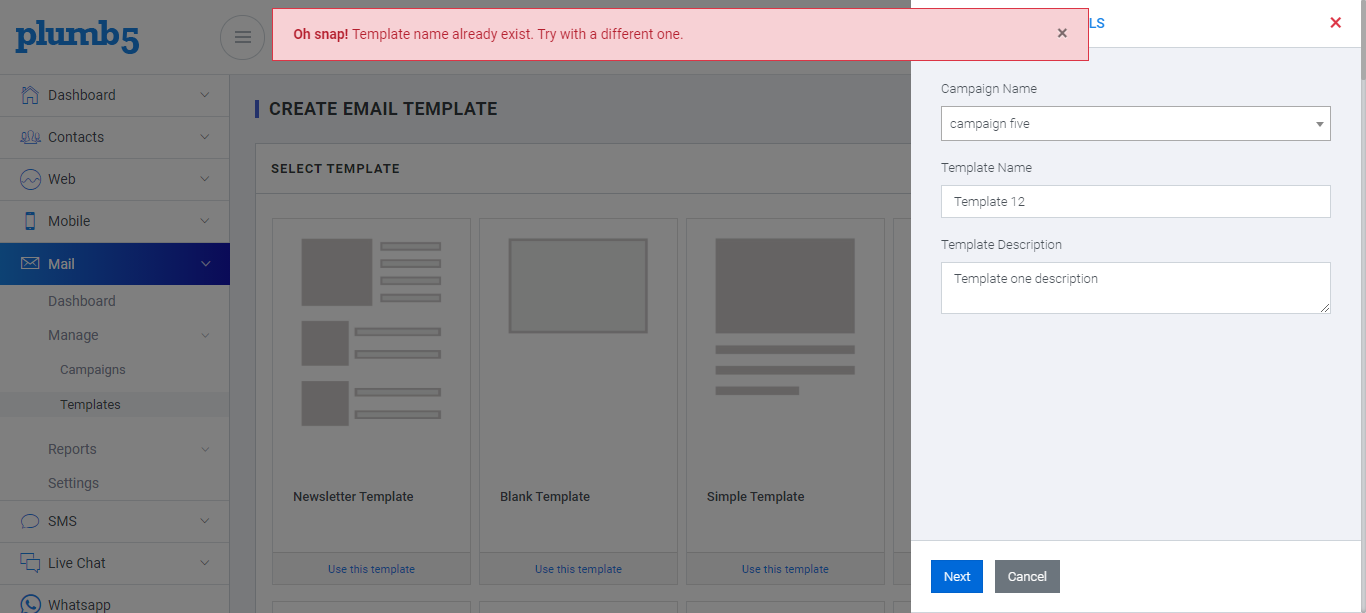 plumb5
Oh snap! Template name already exist. Try with a different one.
×
LS
×
Dashboard
Contacts
Web
Mobile
Mail
Dashboard
Manage
Campaigns
Templates
Reports
Settings
SMS
Live Chat
Whatsapp
CREATE EMAIL TEMPLATE
SELECT TEMPLATE
Newsletter Template
Use this template
Blank Template
Use this template
Simple Template
Use this template
Campaign Name
campaign five
Template Name
Template 12
Template Description
Template one description
Next
Cancel